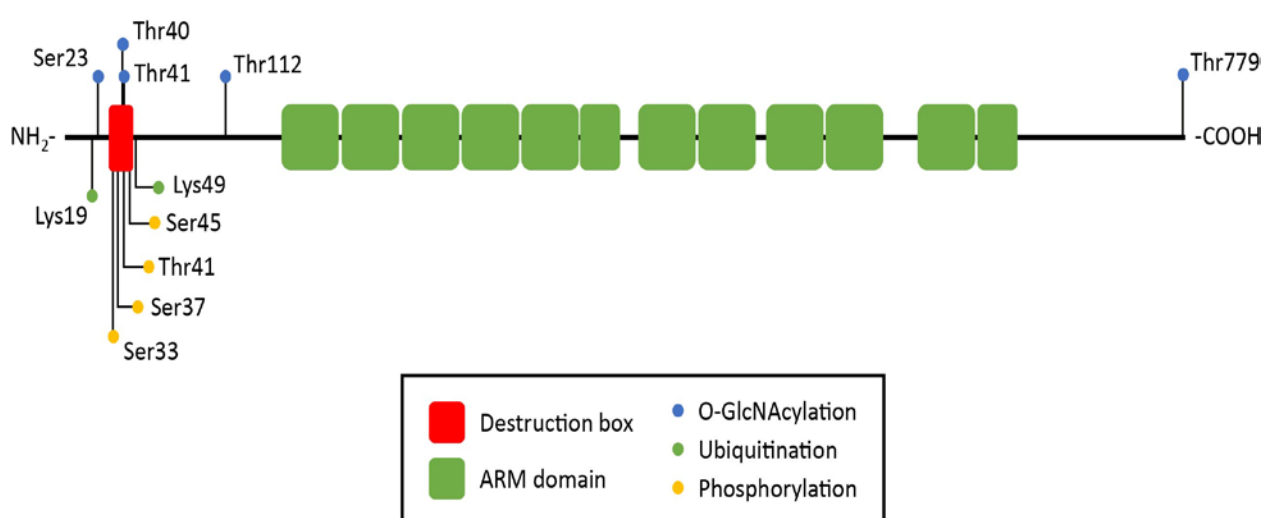 Thr40
Ser23
Thr41
Thr112
Thr779
NH2-
-COOH
Lys49
Lys19
Ser45
Thr41
Ser37
Ser33
Destruction box
ARM domain
O-GlcNAcylation
Ubiquitination
Phosphorylation